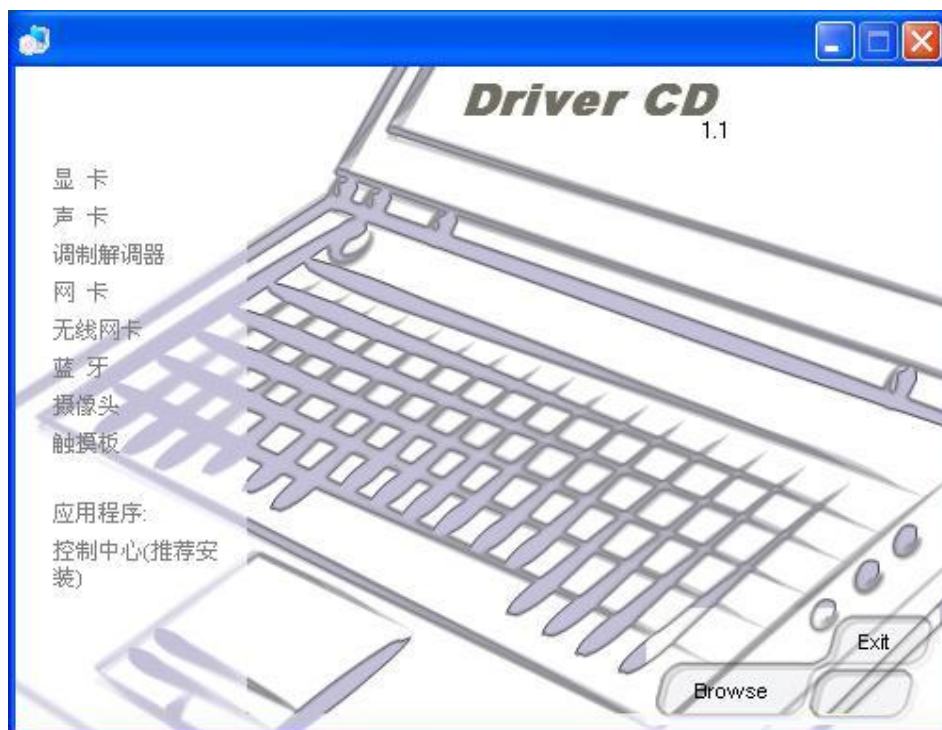 Driver CD
1.1
显 卡
声 卡
调制解调器
网 卡
无线网卡
蓝 牙
摄像头
触摸板
应用程序:
控制中心(推荐安
装)
Exit
Browse